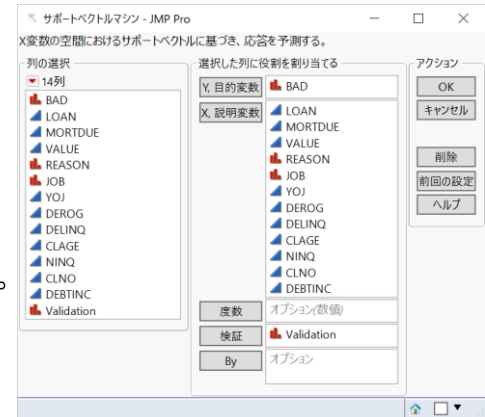 サポートベクトルマシン - JMP Pro
X変数の空間におけるサポートベクトルに基づき、応答を予測する。
列の選択
14列
BAD
LOAN
MORTDUE
VALUE
REASON
JOB
YOJ
DEROG
DELINQ
CLAGE
NINQ
CLNO
DEBTINC
Validation
選択した列に役割を割り当てる
Y, 目的変数
BAD
X, 説明変数
LOAN
MORTDUE
VALUE
REASON
JOB
YOJ
DEROG
DELINQ
CLAGE
NINQ
CLNO
DEBTINC
度数
オプション(数値)
検証
Validation
By
オプション
アクション
OK
キャンセル
削除
前回の設定
ヘルプ
。